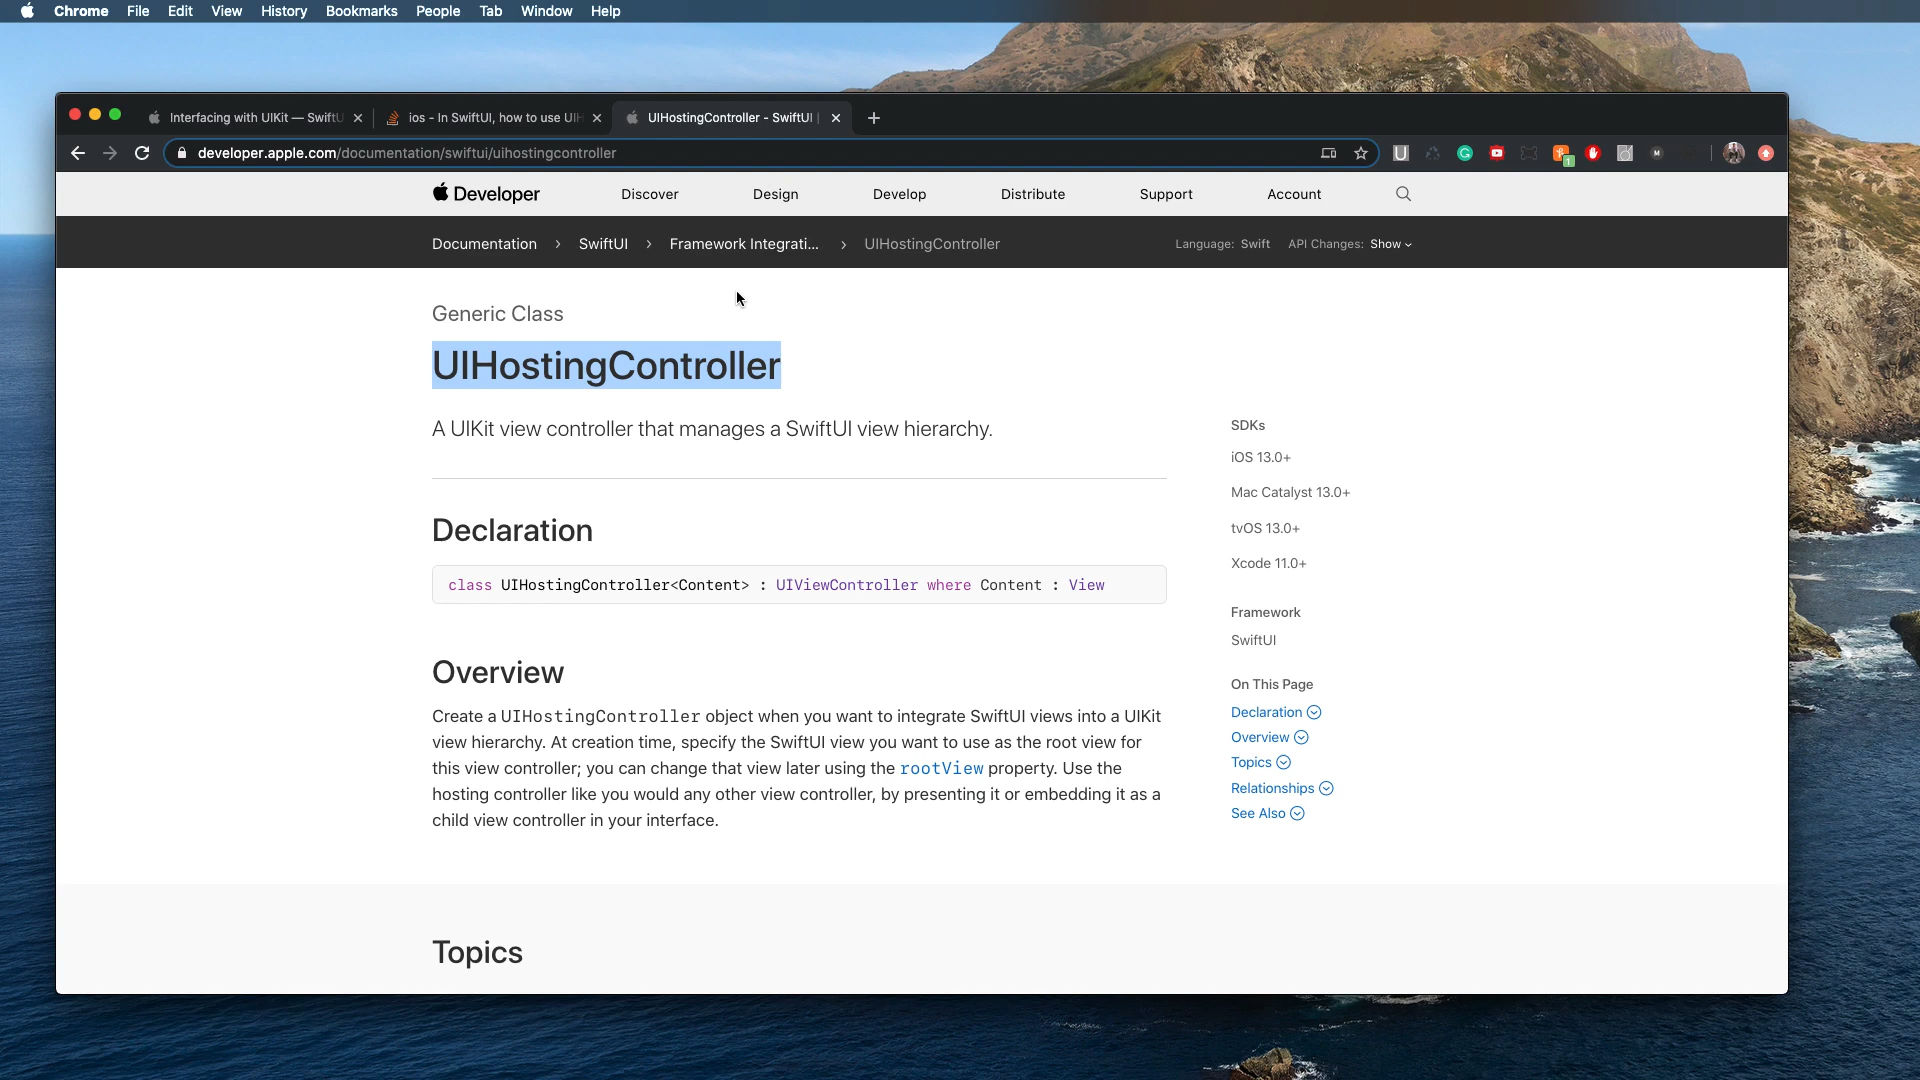 Chrome File Edit View History Bookmarks People Tab Window Help
Interfacing with UIKit — SwiftU
ios - In SwiftUI, how to use UIH
UIHostingController - SwiftUI |
developer.apple.com/documentation/swiftui/uihostingcontroller
U
G
1
M
Developer Discover Design Develop Distribute Support Account
Documentation > SwiftUI > Framework Integrati... > UIHostingController
Language: Swift API Changes: Show
Generic Class
UIHostingController
A UIKit view controller that manages a SwiftUI view hierarchy.
Declaration
class UIHostingController<Content> : UIViewController where Content : View
Overview
Create a UIHostingController object when you want to integrate SwiftUI views into a UIKit
view hierarchy. At creation time, specify the SwiftUI view you want to use as the root view for
this view controller; you can change that view later using the rootView property. Use the
hosting controller like you would any other view controller, by presenting it or embedding it as a
child view controller in your interface.
SDKs
iOS 13.0+
Mac Catalyst 13.0+
tvOS 13.0+
Xcode 11.0+
Framework
SwiftUI
On This Page
Declaration
Overview
Topics
Relationships
See Also
Topics